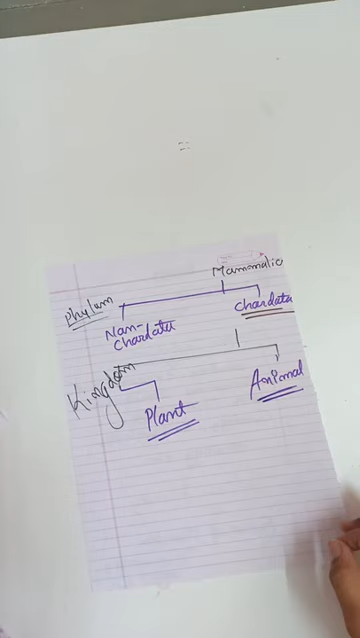 Mammalia
Phylum
Non-
Chordata
Chordata
Kingdom
Plant
Animal